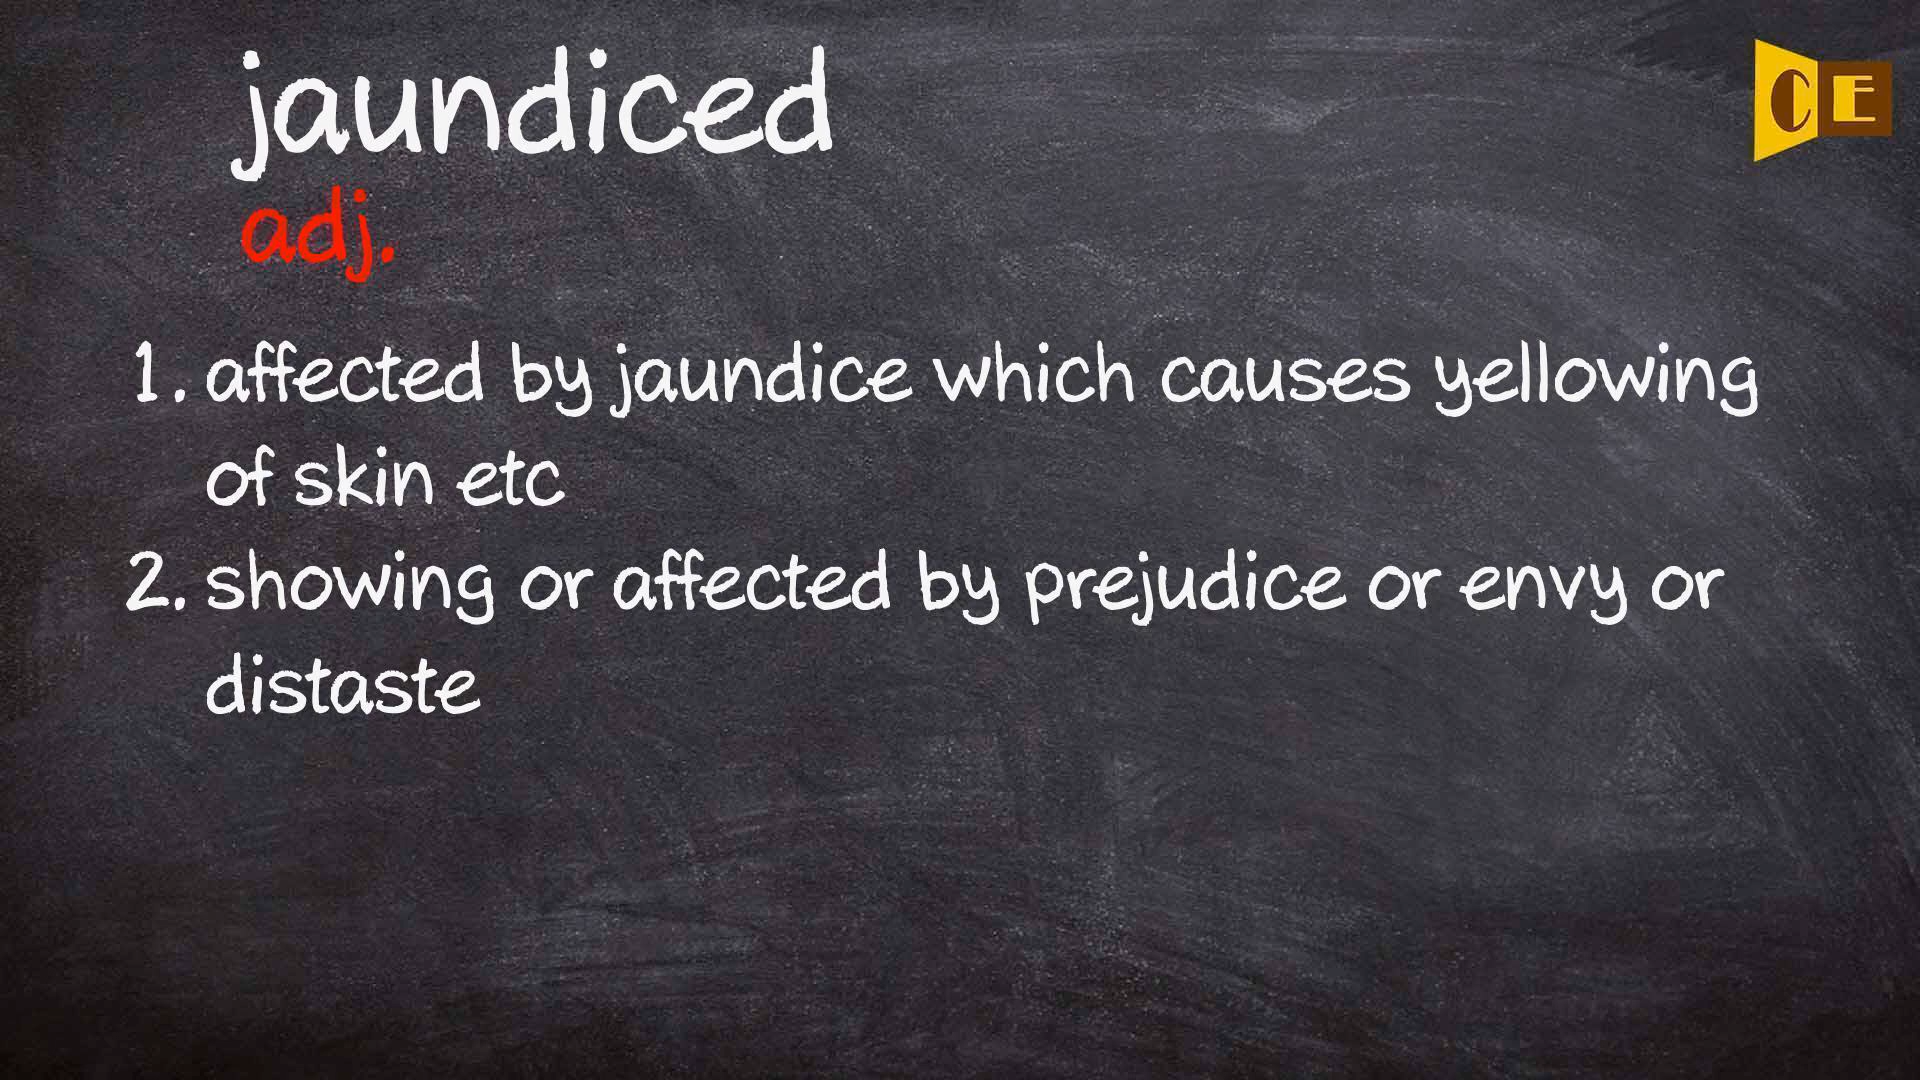 jaundiced
CE
adj.
1. affected by jaundice which causes yellowing
of skin etc
2. showing or affected by prejudice or envy or
distaste